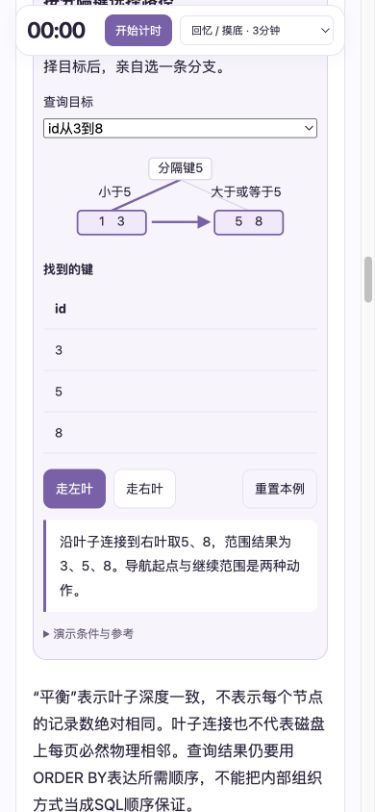 00:00
开始计时
回忆 / 摸底 · 3分钟
择目标后，亲自选一条分支。
查询目标
id从3到8
分隔键5
小于5
大于或等于5
1 3
5 8
找到的键
id
3
5
8
走左叶
走右叶
重置本例
沿叶子连接到右叶取5、8，范围结果为
3、5、8。导航起点与继续范围是两种动
作。
▶ 演示条件与参考
“平衡”表示叶子深度一致，不表示每个节点
的记录数绝对相同。叶子连接也不代表磁盘
上每页必然物理相邻。查询结果仍要用
ORDER BY表达所需顺序，不能把内部组织
方式当成SQL顺序保证。